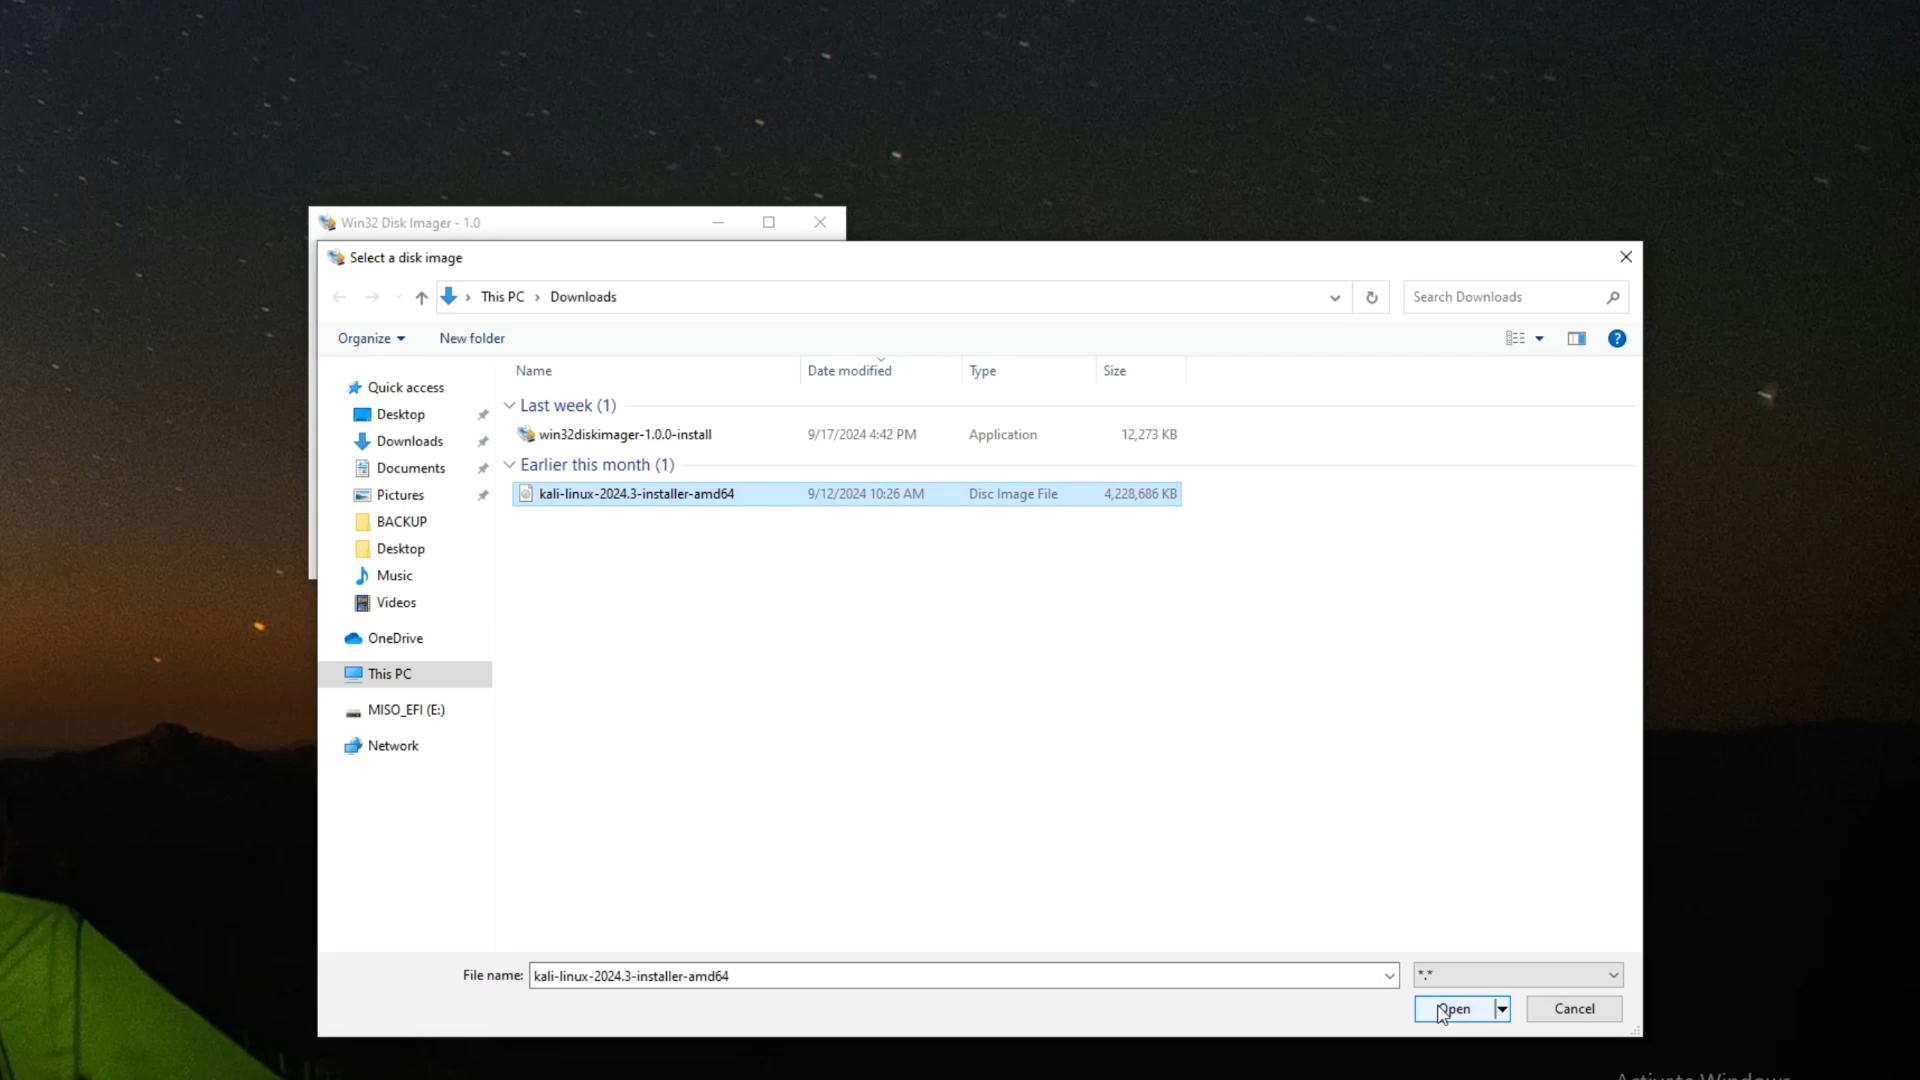 Win32 Disk Imager - 1.0
Select a disk image
This PC > Downloads
Search Downloads
Organize
New folder
Name Date modified Type Size
Quick access
Desktop
Downloads
Documents
Pictures
BACKUP
Desktop
Music
Videos
OneDrive
This PC
MISO_EFI (E:)
Network
Last week (1)
win32diskimager-1.0.0-install 9/17/2024 4:42 PM Application 12,273 KB
Earlier this month (1)
kali-linux-2024.3-installer-amd64 9/12/2024 10:26 AM Disc Image File 4,228,686 KB
File name: kali-linux-2024.3-installer-amd64 *.*
Open Cancel
Activate Windows